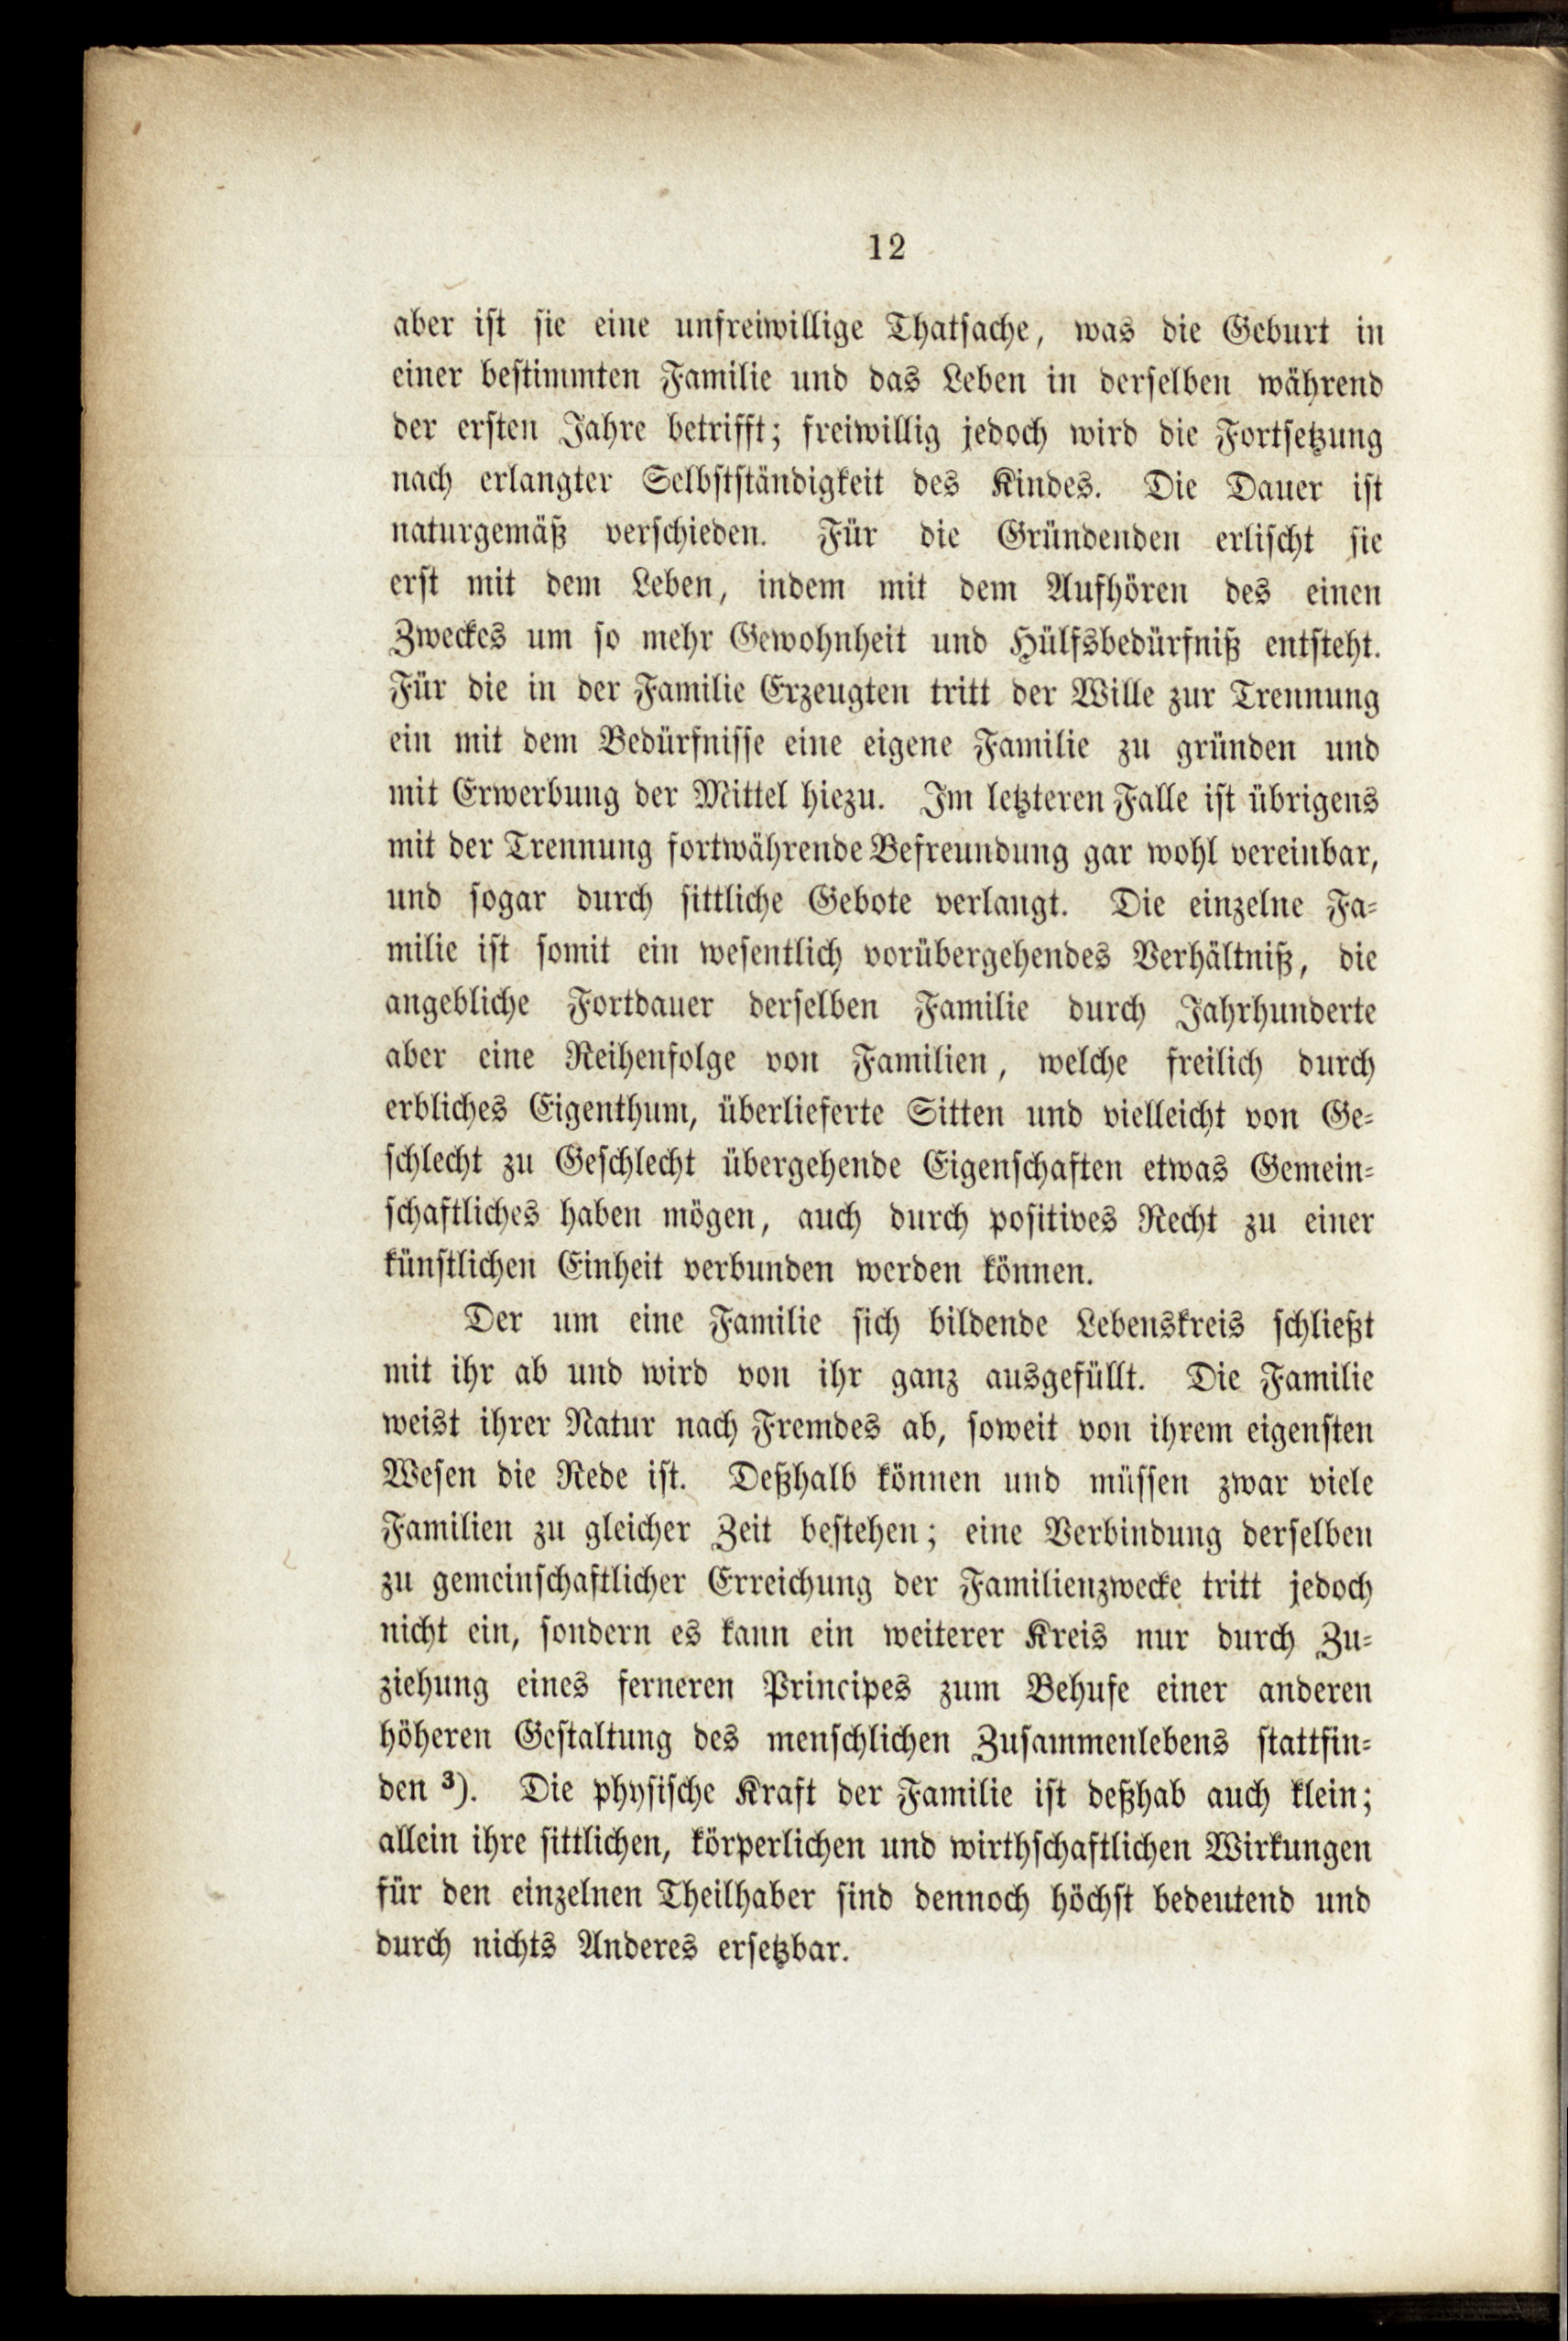 12
aber ist sie eine unfreiwillige Thatsache, was die Geburt in
einer bestimmten Familie und das Leben in derselben während
der ersten Jahre betrifft; freiwillig jedoch wird die Fortsetzung
nach erlangter Selbstständigkeit des Kindes. Die Dauer ist
naturgemäß verschieden. Für die Gründenden erlischt sie
erst mit dem Leben, indem mit dem Aufhören des einen
Zweckes um so mehr Gewohnheit und Hülfsbedürfniß entsteht.
Für die in der Familie Erzeugten tritt der Wille zur Trennung
ein mit dem Bedürfnisse eine eigene Familie zu gründen und
mit Erwerbung der Mittel hiezu. Im letzteren Falle ist übrigens
mit der Trennung fortwährende Befreundung gar wohl vereinbar,
und sogar durch sittliche Gebote verlangt. Die einzelne Fa-
milie ist somit ein wesentlich vorübergehendes Verhältniß, die
angebliche Fortdauer derselben Familie durch Jahrhunderte
aber eine Reihenfolge von Familien, welche freilich durch
erbliches Eigenthum, überlieferte Sitten und vielleicht von Ge-
schlecht zu Geschlecht übergehende Eigenschaften etwas Gemein-
schaftliches haben mögen, auch durch positives Recht zu einer
künstlichen Einheit verbunden werden können.
Der um eine Familie sich bildende Lebenskreis schließt
mit ihr ab und wird von ihr ganz ausgefüllt. Die Familie
weist ihrer Natur nach Fremdes ab, soweit von ihrem eigensten
Wesen die Rede ist. Deßhalb können und müssen zwar viele
Familien zu gleicher Zeit bestehen; eine Verbindung derselben
zu gemeinschaftlicher Erreichung der Familienzwecke tritt jedoch
nicht ein, sondern es kann ein weiterer Kreis nur durch Zu-
ziehung eines ferneren Principes zum Behufe einer anderen
höheren Gestaltung des menschlichen Zusammenlebens stattfin-
den ³). Die physische Kraft der Familie ist deßhab auch klein;
allein ihre sittlichen, körperlichen und wirthschaftlichen Wirkungen
für den einzelnen Theilhaber sind dennoch höchst bedeutend und
durch nichts Anderes ersetzbar.